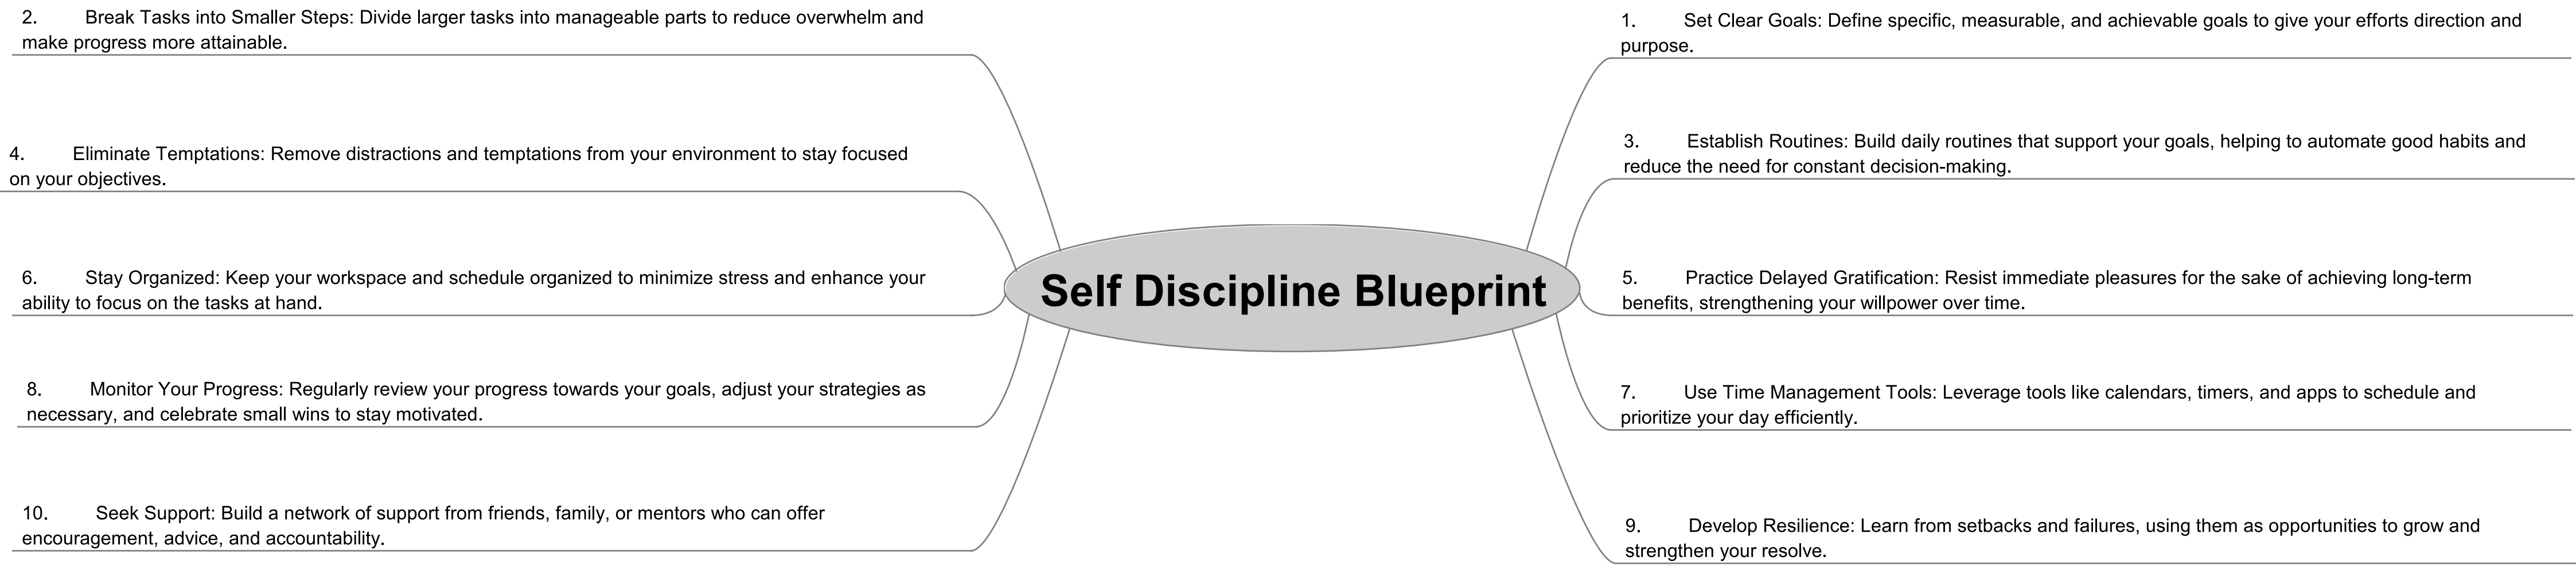 2. Break Tasks into Smaller Steps: Divide larger tasks into manageable parts to reduce overwhelm and
make progress more attainable.
4. Eliminate Temptations: Remove distractions and temptations from your environment to stay focused
on your objectives.
6. Stay Organized: Keep your workspace and schedule organized to minimize stress and enhance your
ability to focus on the tasks at hand.
8. Monitor Your Progress: Regularly review your progress towards your goals, adjust your strategies as
necessary, and celebrate small wins to stay motivated.
10. Seek Support: Build a network of support from friends, family, or mentors who can offer
encouragement, advice, and accountability.
Self Discipline Blueprint
1. Set Clear Goals: Define specific, measurable, and achievable goals to give your efforts direction and
purpose.
3. Establish Routines: Build daily routines that support your goals, helping to automate good habits and
reduce the need for constant decision-making.
5. Practice Delayed Gratification: Resist immediate pleasures for the sake of achieving long-term
benefits, strengthening your willpower over time.
7. Use Time Management Tools: Leverage tools like calendars, timers, and apps to schedule and
prioritize your day efficiently.
9. Develop Resilience: Learn from setbacks and failures, using them as opportunities to grow and
strengthen your resolve.